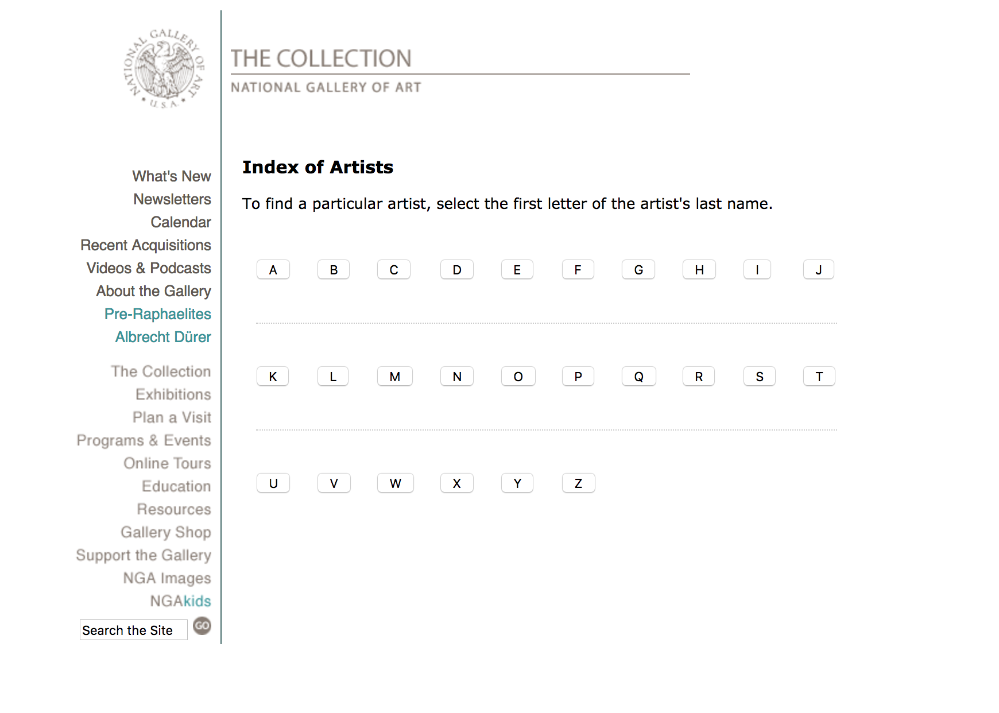 NATIONAL GALLERY OF ART
* U.S.A. *
THE COLLECTION
NATIONAL GALLERY OF ART
What's New
Newsletters
Calendar
Recent Acquisitions
Videos & Podcasts
About the Gallery
Pre-Raphaelites
Albrecht Dürer
The Collection
Exhibitions
Plan a Visit
Programs & Events
Online Tours
Education
Resources
Gallery Shop
Support the Gallery
NGA Images
NGAkids
Search the Site GO
Index of Artists
To find a particular artist, select the first letter of the artist's last name.
A B C D E F G H I J
K L M N O P Q R S T
U V W X Y Z